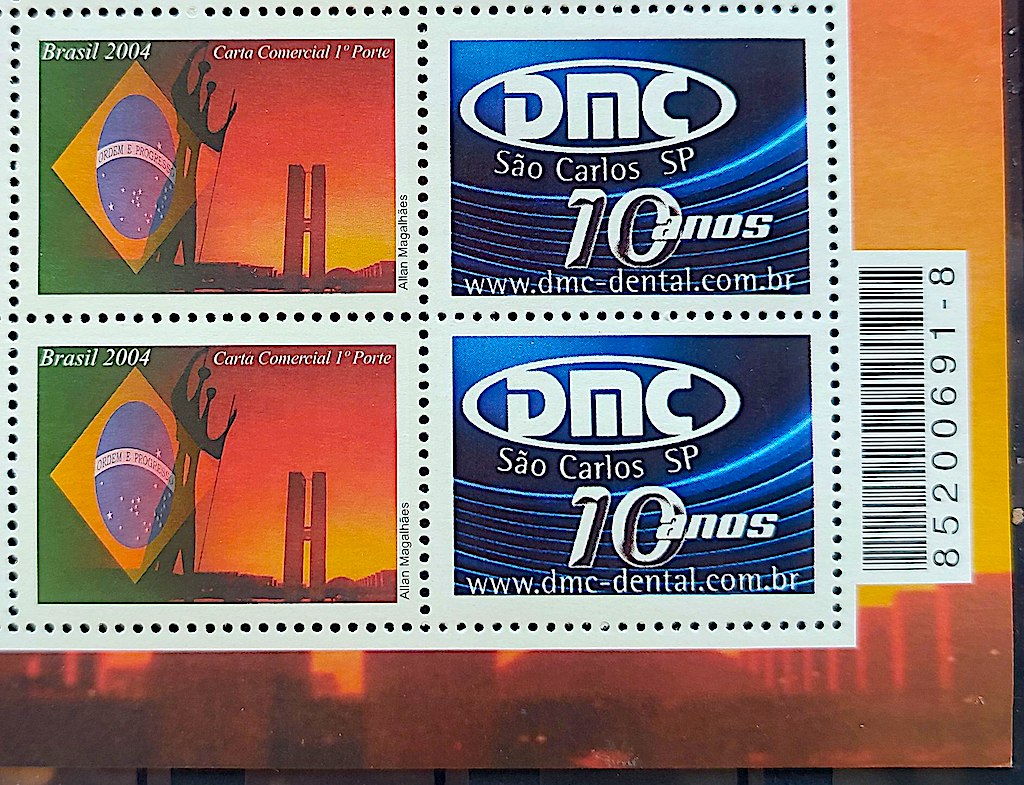 Brasil 2004 Carta Comercial 1º Porte
ORDEM E PROGRESSO
Allan Magalhães
DMC
São Carlos SP
10 anos
www.dmc-dental.com.br
Brasil 2004 Carta Comercial 1º Porte
ORDEM E PROGRESSO
Allan Magalhães
DMC
São Carlos SP
10 anos
www.dmc-dental.com.br
85200691-8